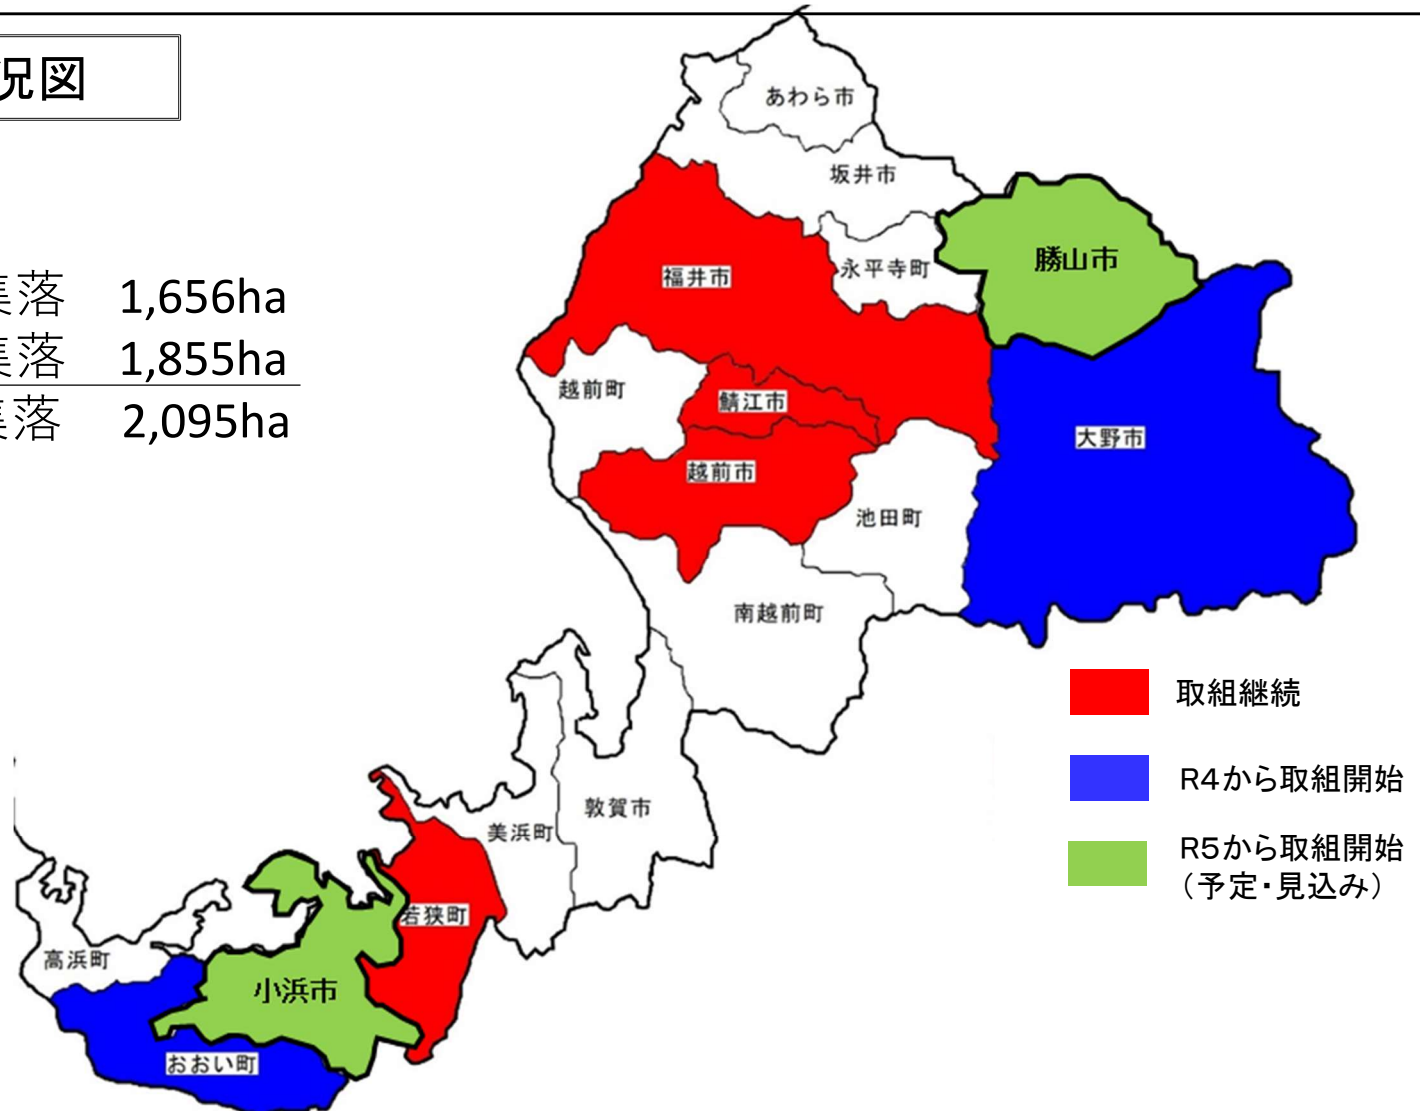 況図
集落 1,656ha
集落 1,855ha
集落 2,095ha
あわら市
坂井市
勝山市
永平寺町
福井市
越前町
鯖江市
大野市
越前市
池田町
南越前町
取組継続
R4から取組開始
敦賀市
美浜町
R5から取組開始
（予定・見込み）
若狭町
高浜町
小浜市
おおい町